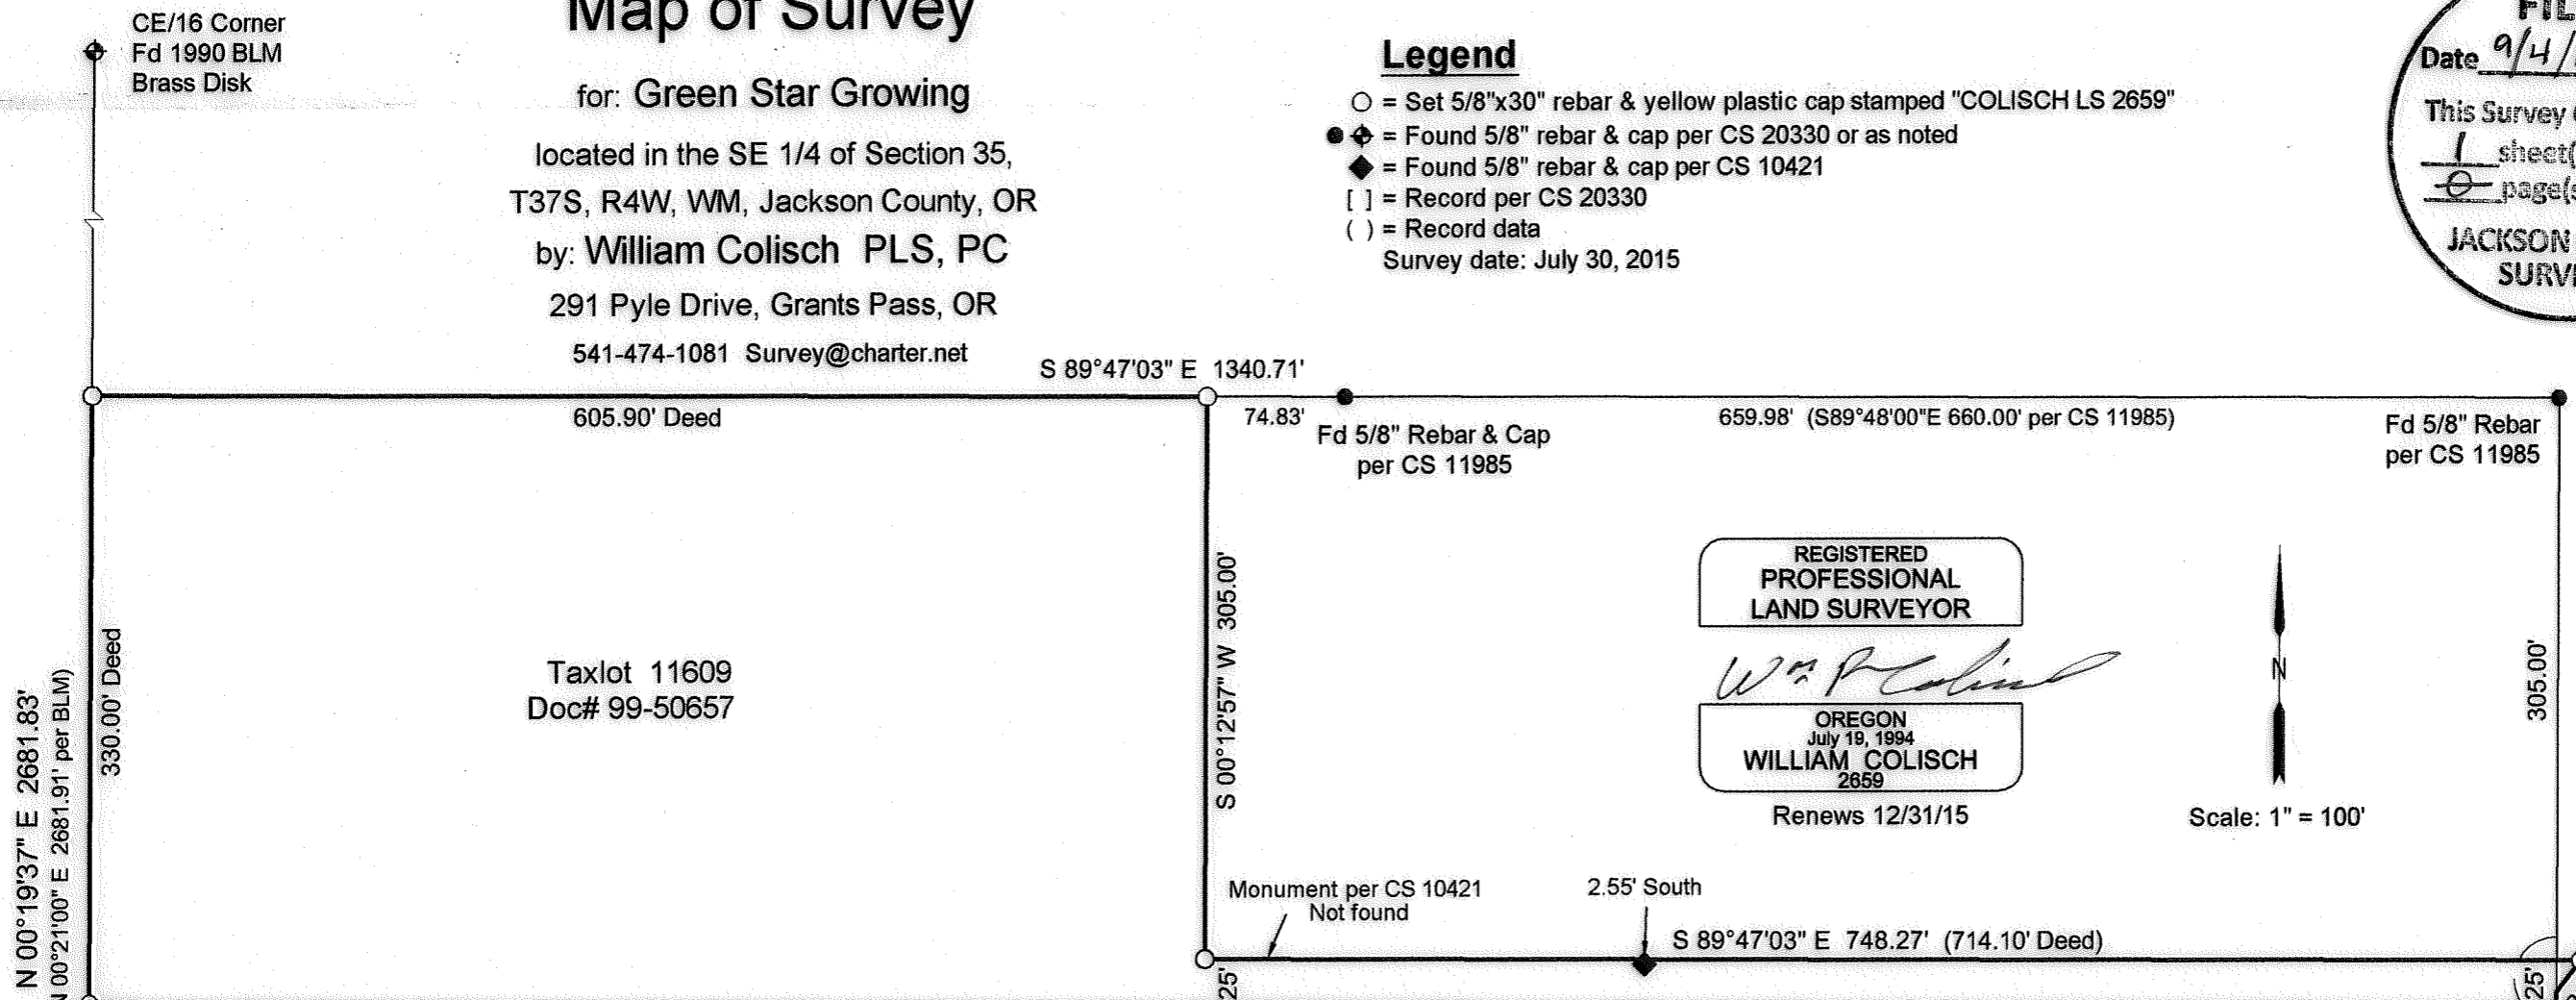 CE/16 Corner
Fd 1990 BLM
Brass Disk
Map of Survey
for: Green Star Growing
located in the SE 1/4 of Section 35,
T37S, R4W, WM, Jackson County, OR
by: William Colisch PLS, PC
291 Pyle Drive, Grants Pass, OR
541-474-1081 Survey@charter.net
Legend
○ = Set 5/8"x30" rebar & yellow plastic cap stamped "COLISCH LS 2659"
= Found 5/8" rebar & cap per CS 20330 or as noted
◆ = Found 5/8" rebar & cap per CS 10421
[ ] = Record per CS 20330
( ) = Record data
Survey date: July 30, 2015
Date 9/4/
This Survey
1 sheet(
0 page(s
JACKSON
SURV
S 89°47'03" E 1340.71'
605.90' Deed
74.83'
Fd 5/8" Rebar & Cap
per CS 11985
659.98' (S89°48'00"E 660.00' per CS 11985)
Fd 5/8" Rebar
per CS 11985
N 00°19'37" E 2681.83'
N 00°21'00" E 2681.91' per BLM)
330.00' Deed
Taxlot 11609
Doc# 99-50657
S 00°12'57" W 305.00'
REGISTERED
PROFESSIONAL
LAND SURVEYOR
Wm P Colisch
OREGON
July 19, 1994
WILLIAM COLISCH
2659
Renews 12/31/15
N
Scale: 1" = 100'
305.00'
Monument per CS 10421
Not found
2.55' South
S 89°47'03" E 748.27' (714.10' Deed)
25'
25'